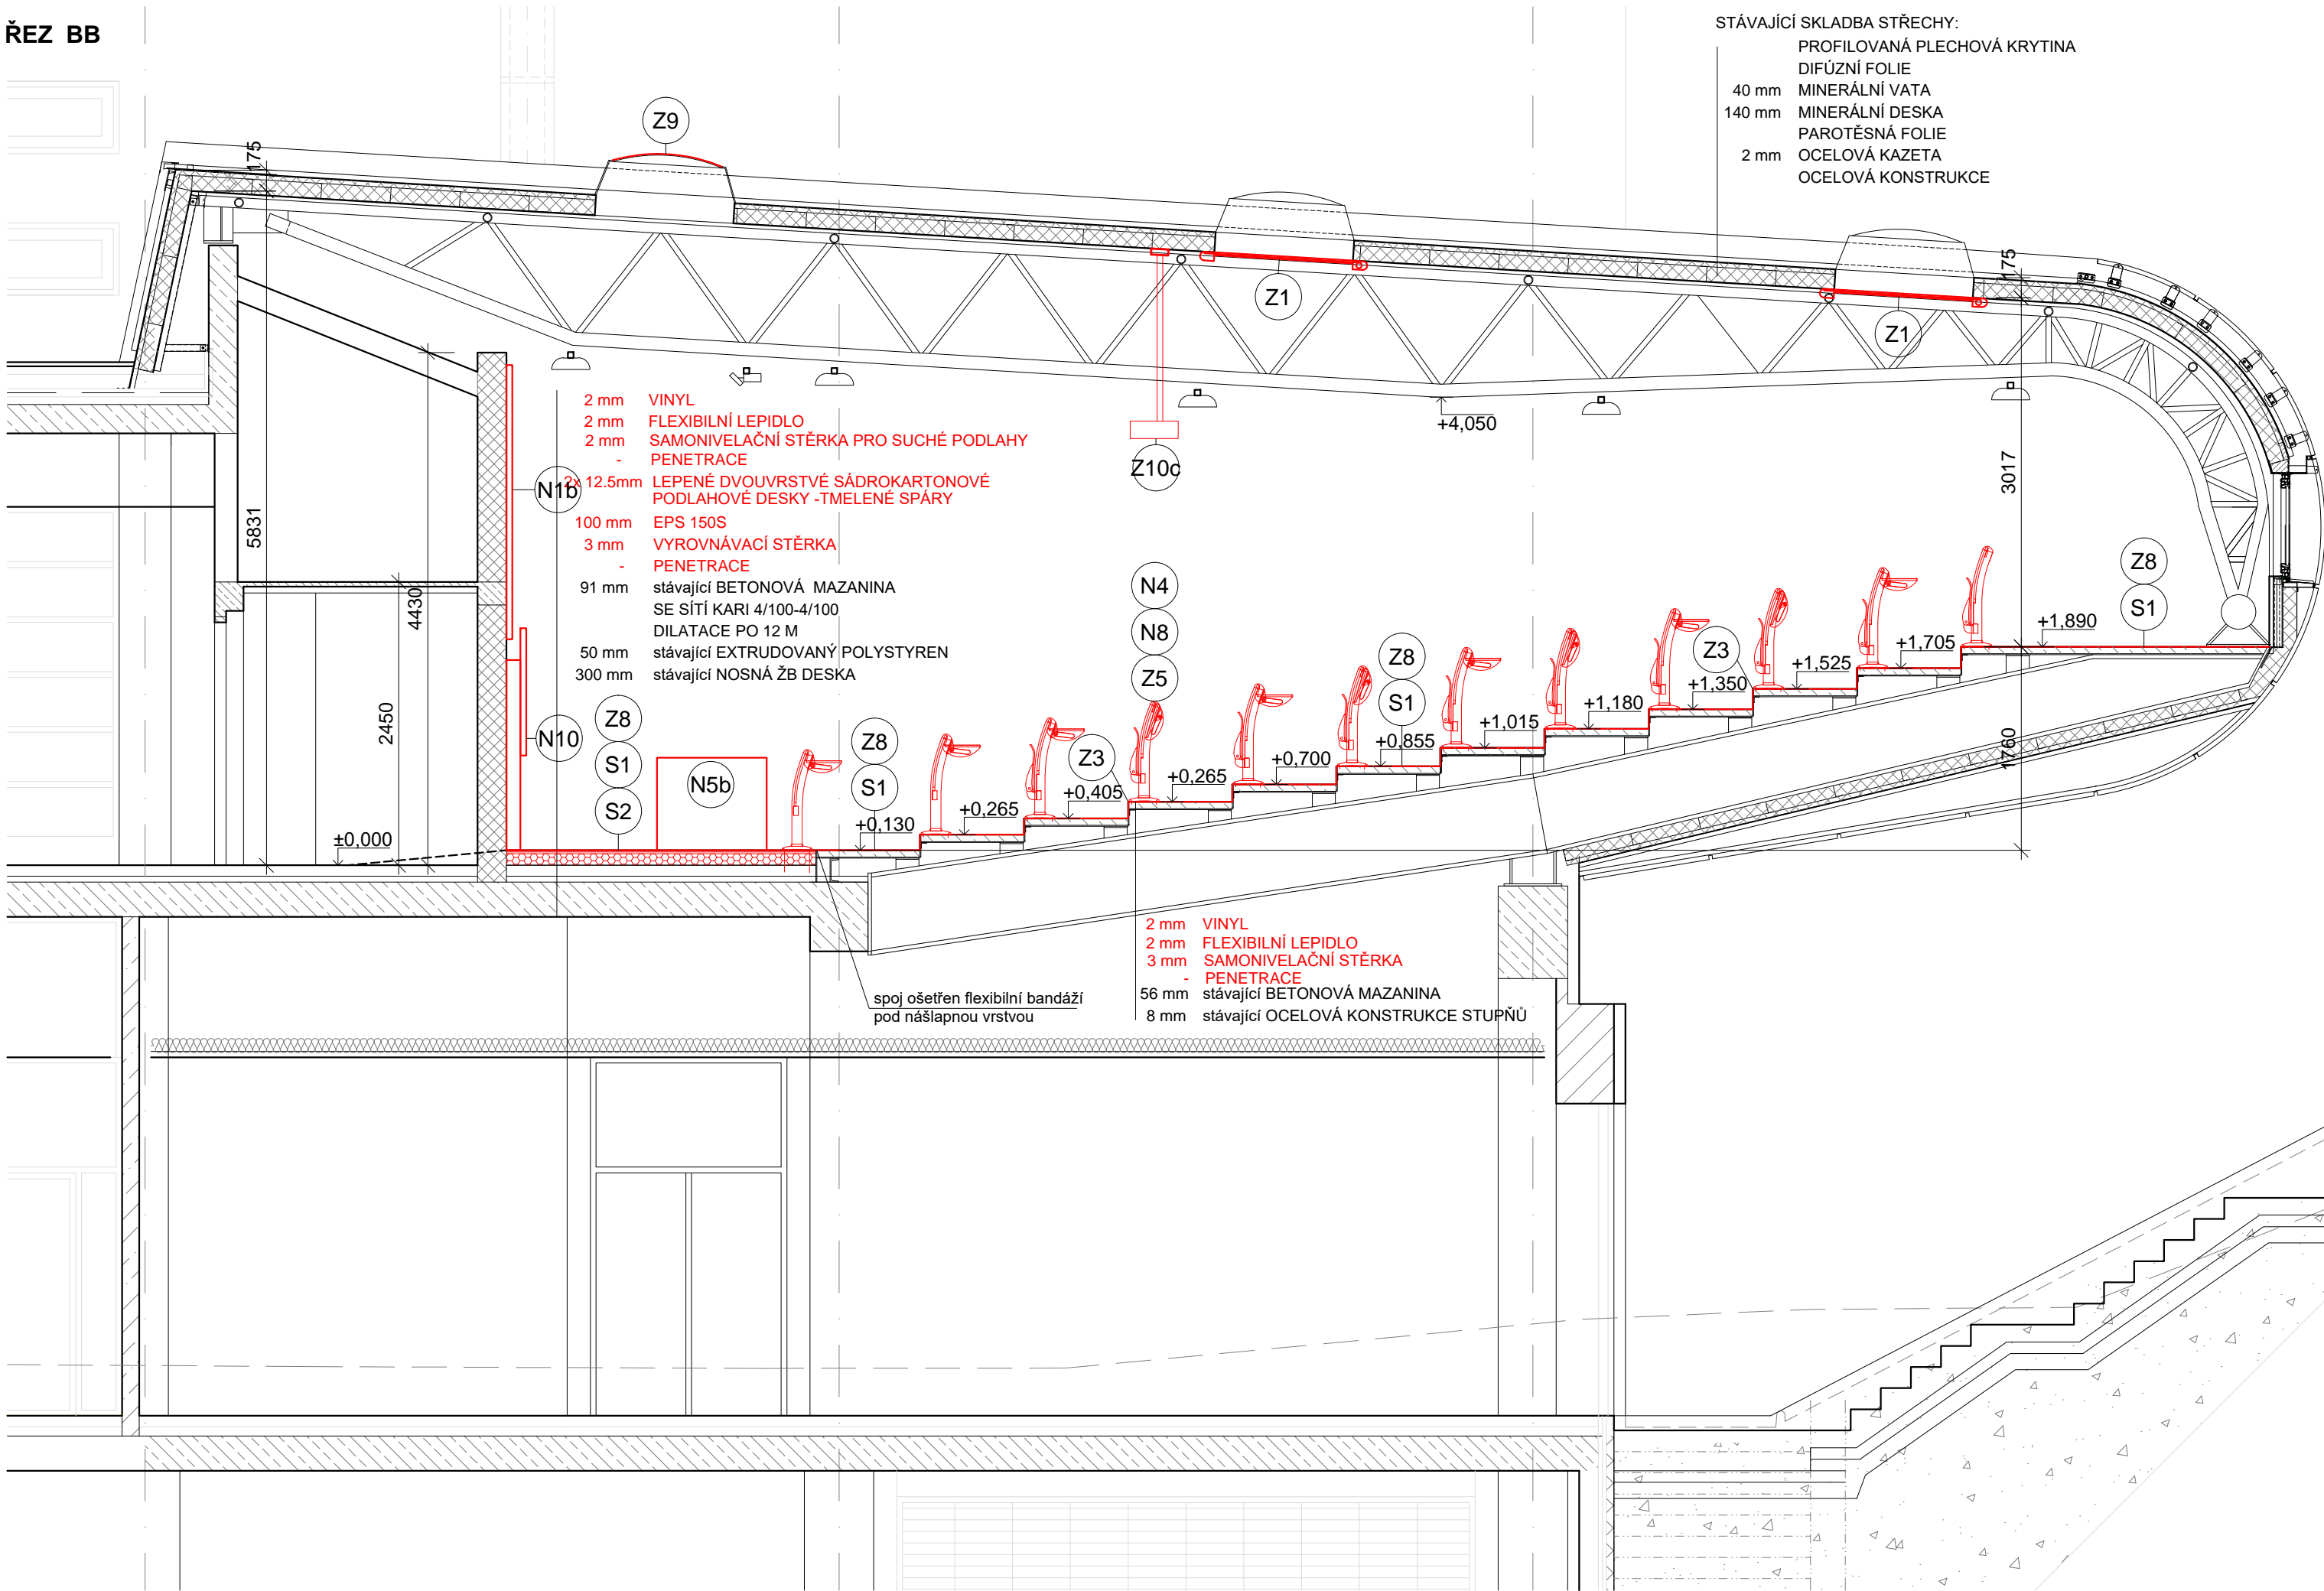 ŘEZ BB
STÁVAJÍCÍ SKLADBA STŘECHY:
PROFILOVANÁ PLECHOVÁ KRYTINA
DIFÚZNÍ FOLIE
40 mm MINERÁLNÍ VATA
140 mm MINERÁLNÍ DESKA
PAROTĚSNÁ FOLIE
2 mm OCELOVÁ KAZETA
OCELOVÁ KONSTRUKCE
Z9
175
Z1
Z1
175
2 mm VINYL
2 mm FLEXIBILNÍ LEPIDLO
2 mm SAMONIVELAČNÍ STĚRKA PRO SUCHÉ PODLAHY
- PENETRACE
2x 12.5mm LEPENÉ DVOUVRSTVÉ SÁDROKARTONOVÉ
PODLAHOVÉ DESKY -TMELENÉ SPÁRY
100 mm EPS 150S
3 mm VYROVNÁVACÍ STĚRKA
- PENETRACE
91 mm stávající BETONOVÁ MAZANINA
SE SÍTÍ KARI 4/100-4/100
DILATACE PO 12 M
50 mm stávající EXTRUDOVANÝ POLYSTYREN
300 mm stávající NOSNÁ ŽB DESKA
N1b
Z10c
+4,050
3017
5831
4430
2450
N10
Z8
S1
S2
N5b
Z8
S1
Z3
N4
N8
Z5
Z8
S1
Z3
Z8
S1
±0,000
+0,130
+0,265
+0,405
+0,265
+0,700
+0,855
+1,015
+1,180
+1,350
+1,525
+1,705
+1,890
1760
2 mm VINYL
2 mm FLEXIBILNÍ LEPIDLO
3 mm SAMONIVELAČNÍ STĚRKA
- PENETRACE
56 mm stávající BETONOVÁ MAZANINA
8 mm stávající OCELOVÁ KONSTRUKCE STUPŇŮ
spoj ošetřen flexibilní bandáží
pod nášlapnou vrstvou